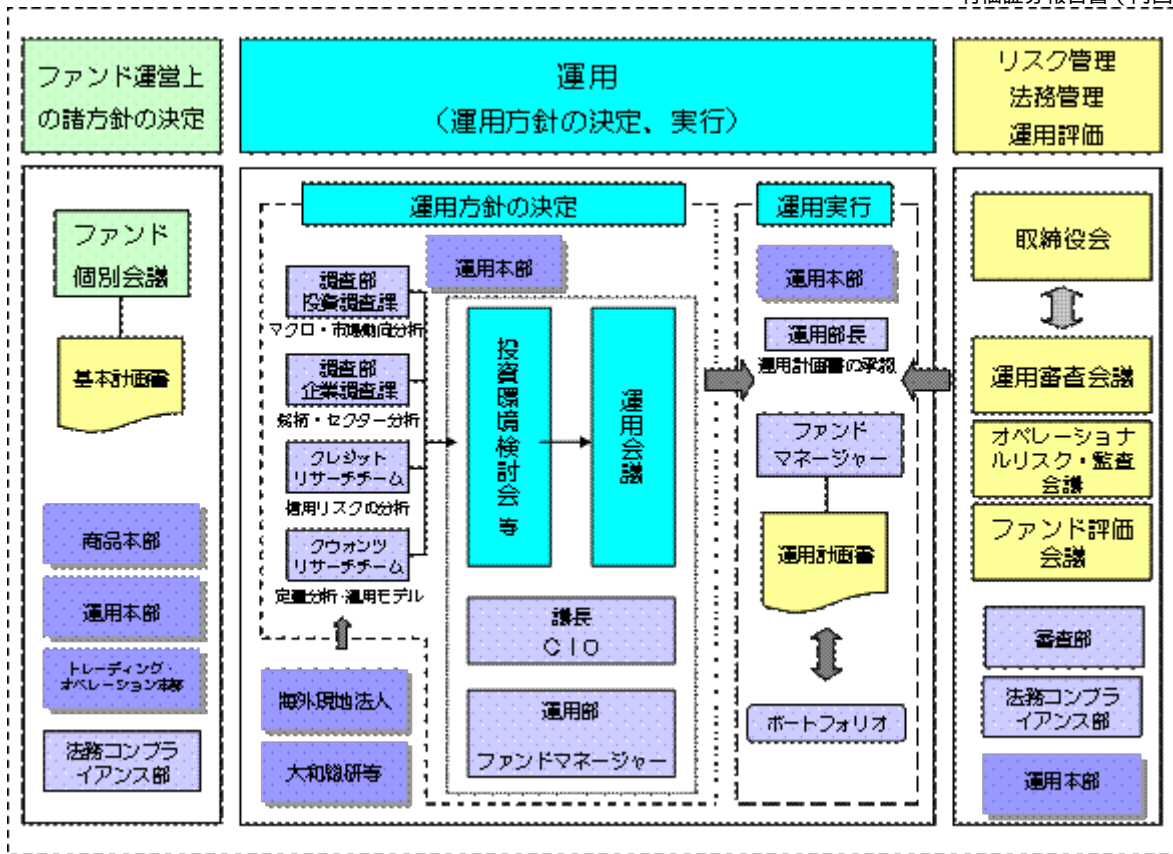 ファンド運営上
の諸方針の決定
運用
(運用方針の決定、実行)
リスク管理
法務管理
運用評価
ファンド
個別会議
基本計画書
商品本部
運用本部
トレーディング・
オペレーション本部
法務コンプラ
イアンス部
運用方針の決定
運用本部
調査部
投資調査課
マクロ・市場動向分析
調査部
企業調査課
銘柄・セクター分析
クレジット
リサーチチーム
信用リスクの分析
クウォンツ
リサーチチーム
定量分析・運用モデル
海外現地法人
大和総研等
投資環境検討会 等
運用会議
議長
CIO
運用部
ファンドマネージャー
運用実行
運用本部
運用部長
運用計画書の承認
ファンド
マネージャー
運用計画書
ポートフォリオ
取締役会
運用審査会議
オペレーショナ
ルリスク・監査
会議
ファンド評価
会議
審査部
法務コンプラ
イアンス部
運用本部